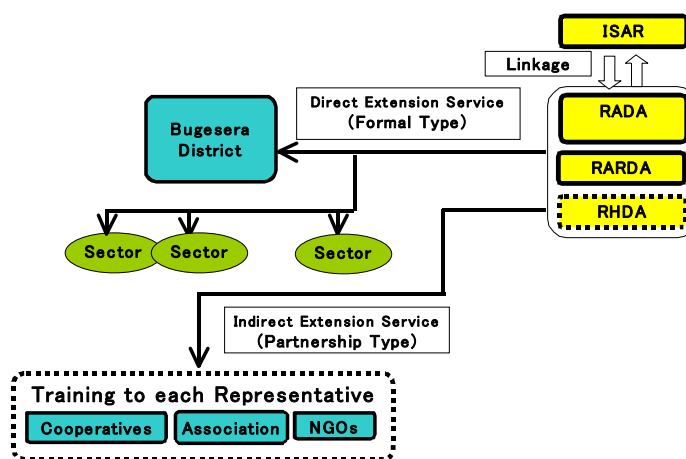 ISAR
Linkage
Direct Extension Service
(Formal Type)
RADA
Bugesera
District
RARDA
RHDA
Sector
Sector
Sector
Indirect Extension Service
(Partnership Type)
Training to each Representative
Cooperatives
Association
NGOs